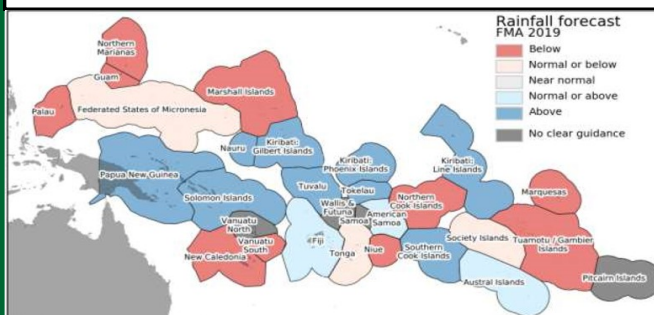 Rainfall forecast
FMA 2019
Below
Normal or below
Near normal
Normal or above
Above
No clear guidance
Northern
Marianas
Guam
Palau
Federated States of Micronesia
Marshall Islands
Nauru
Kiribati:
Gilbert Islands
Kiribati:
Phoenix Islands
Kiribati:
Line Islands
Papua New Guinea
Solomon Islands
Tuvalu
Tokelau
Wallis &
Futuna
Samoa
American
Samoa
Northern
Cook Islands
Marquesas
Vanuatu
North
Vanuatu
South
New Caledonia
Fiji
Tonga
Niue
Southern
Cook Islands
Society Islands
Tuamotu / Gambier
Islands
Austral Islands
Pitcairn Islands